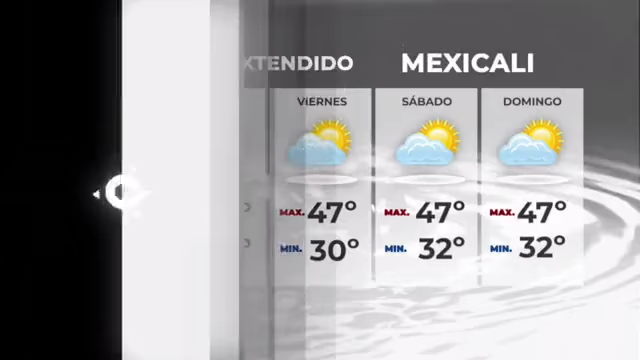 XTENDIDO MEXICALI
ViERNES SÁBADO DOMINGO
MAX. 47° MAX. 47° MAX. 47°
MIN. 30° MIN. 32° MIN. 32°